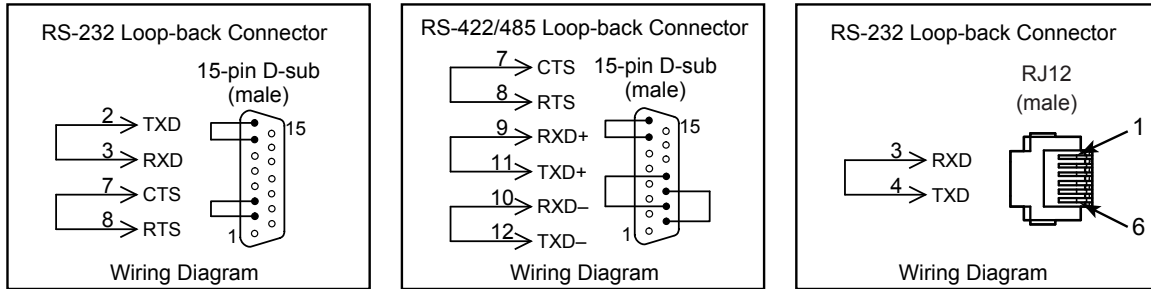 RS-232 Loop-back Connector
15-pin D-sub
(male)
2 TXD
15
3 RXD
7 CTS
8 RTS
1
Wiring Diagram
RS-422/485 Loop-back Connector
7 CTS
15-pin D-sub
(male)
8 RTS
9 RXD+
15
11 TXD+
10 RXD–
12 TXD–
1
Wiring Diagram
RS-232 Loop-back Connector
RJ12
(male)
1
3 RXD
4 TXD
6
Wiring Diagram